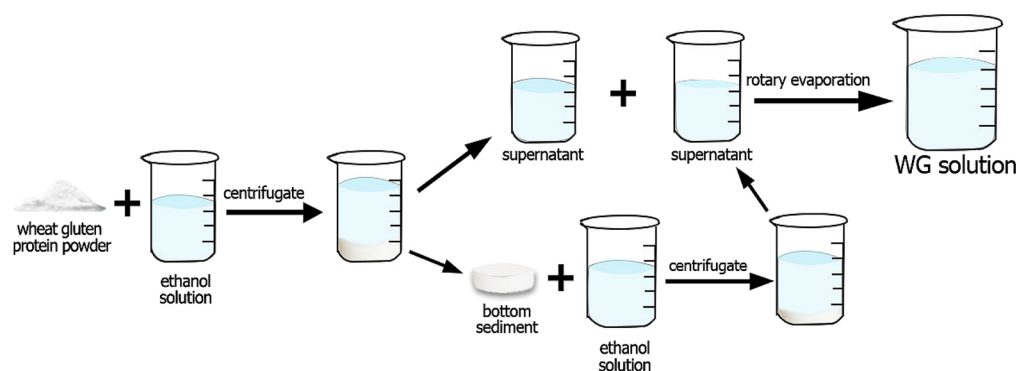 wheat gluten
protein powder
ethanol
solution
centrifugate
supernatant
supernatant
rotary evaporation
WG solution
bottom
sediment
ethanol
solution
centrifugate